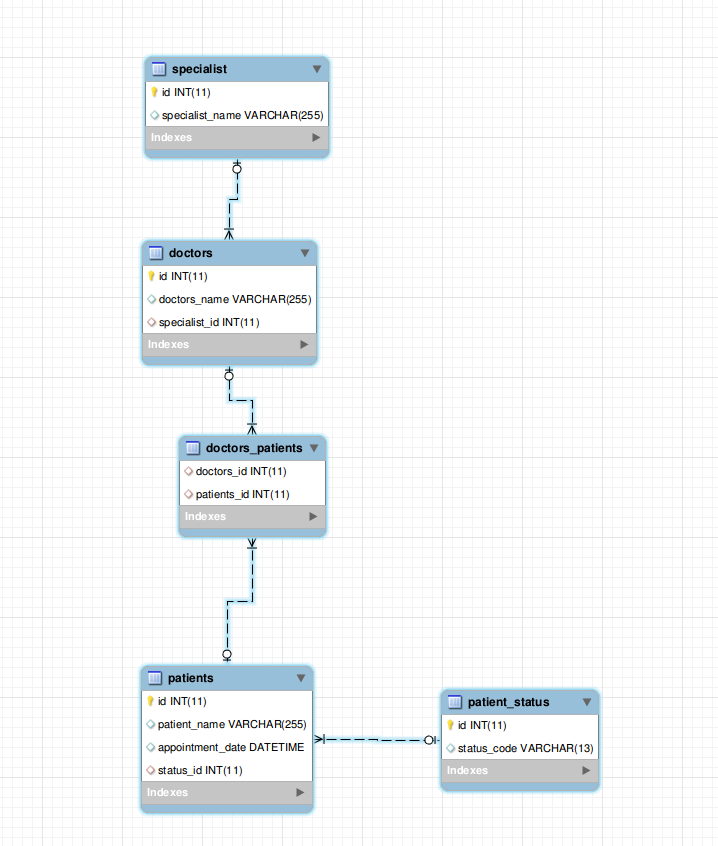 specialist
id INT(11)
specialist_name VARCHAR(255)
Indexes
doctors
id INT(11)
doctors_name VARCHAR(255)
specialist_id INT(11)
Indexes
doctors_patients
doctors_id INT(11)
patients_id INT(11)
Indexes
patients
id INT(11)
patient_name VARCHAR(255)
appointment_date DATETIME
status_id INT(11)
Indexes
patient_status
id INT(11)
status_code VARCHAR(13)
Indexes